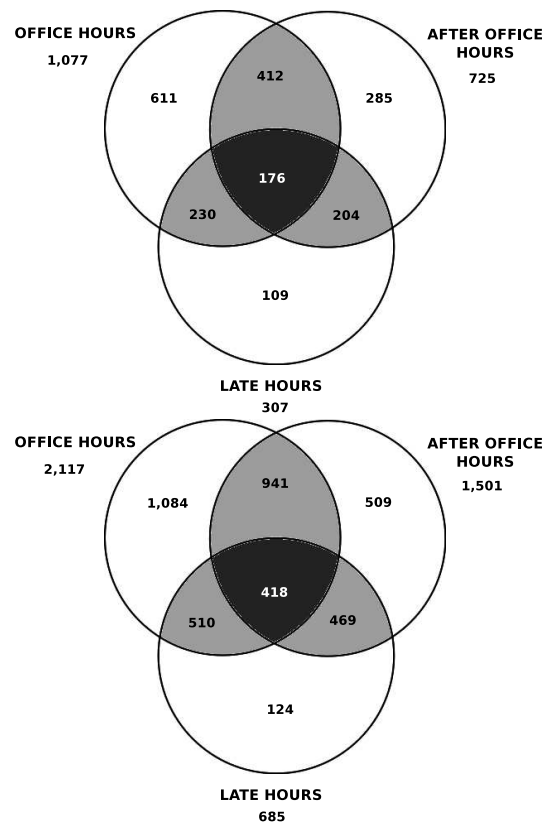 OFFICE HOURS
1,077
AFTER OFFICE
HOURS
725
412
611
285
176
230
204
109
LATE HOURS
307
OFFICE HOURS
2,117
AFTER OFFICE
HOURS
1,501
941
1,084
509
418
510
469
124
LATE HOURS
685